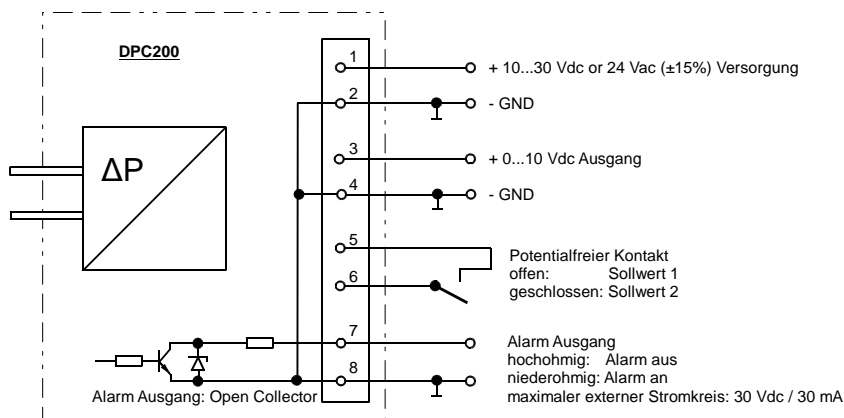 DPC200
ΔP
1
+ 10...30 Vdc or 24 Vac (±15%) Versorgung
2
- GND
3
+ 0...10 Vdc Ausgang
4
- GND
5
6
Potentialfreier Kontakt
offen: Sollwert 1
geschlossen: Sollwert 2
7
8
Alarm Ausgang
hochohmig: Alarm aus
niederohmig: Alarm an
maximaler externer Stromkreis: 30 Vdc / 30 mA
Alarm Ausgang: Open Collector